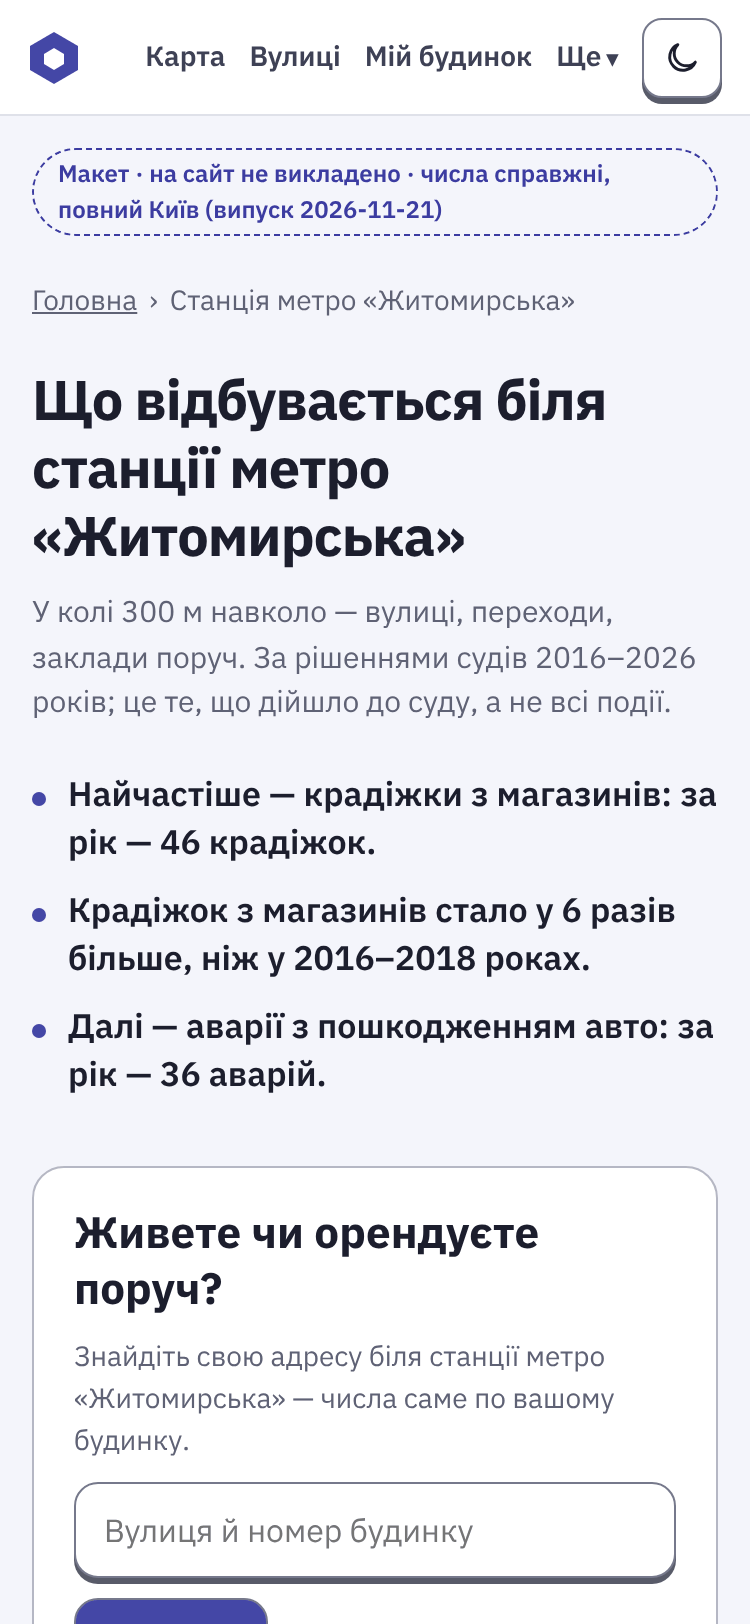 Карта Вулиці Мій будинок Ще ▾
Макет · на сайт не викладено · числа справжні,
повний Київ (випуск 2026-11-21)
Головна › Станція метро «Житомирська»
Що відбувається біля
станції метро
«Житомирська»
У колі 300 м навколо — вулиці, переходи,
заклади поруч. За рішеннями судів 2016–2026
років; це те, що дійшло до суду, а не всі події.
Найчастіше — крадіжки з магазинів: за
рік — 46 крадіжок.
Крадіжок з магазинів стало у 6 разів
більше, ніж у 2016–2018 роках.
Далі — аварії з пошкодженням авто: за
рік — 36 аварій.
Живете чи орендуєте
поруч?
Знайдіть свою адресу біля станції метро
«Житомирська» — числа саме по вашому
будинку.
Вулиця й номер будинку